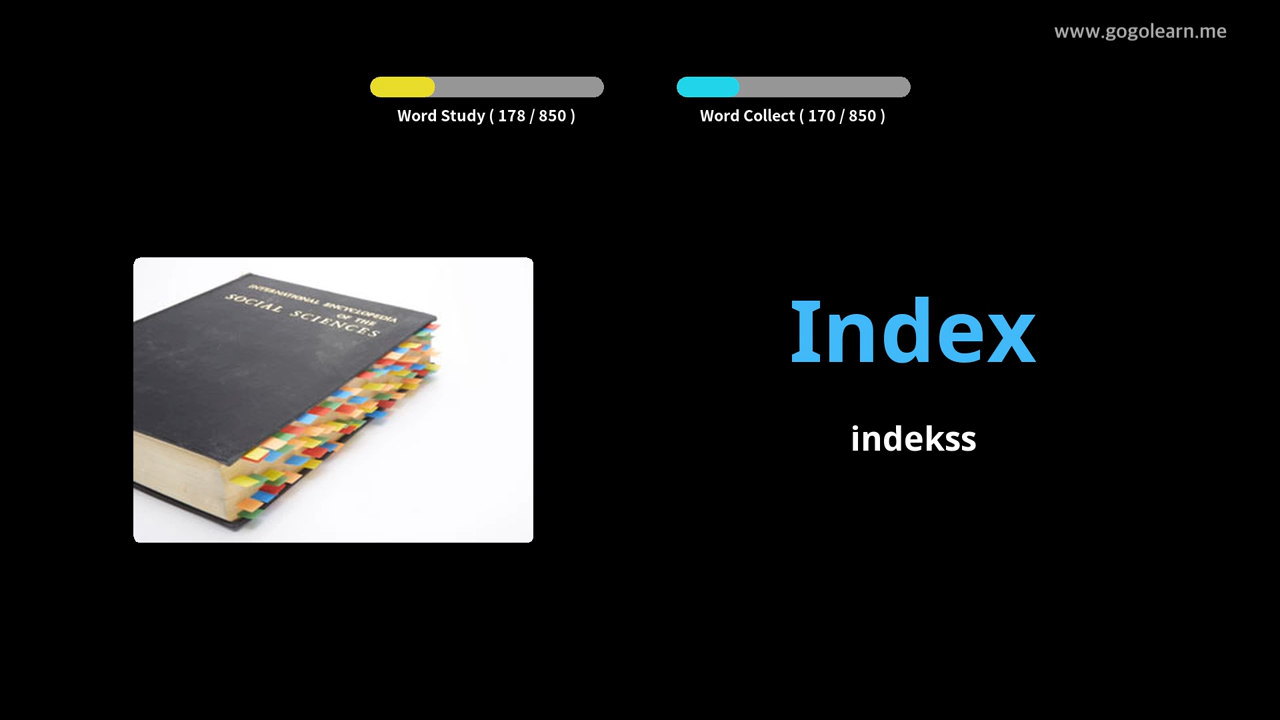 www.gogolearn.me
Word Study ( 178 / 850 )
Word Collect ( 170 / 850 )
INTERNATIONAL ENCYCLOPEDIA
OF THE
SOCIAL SCIENCES
Index
indekss